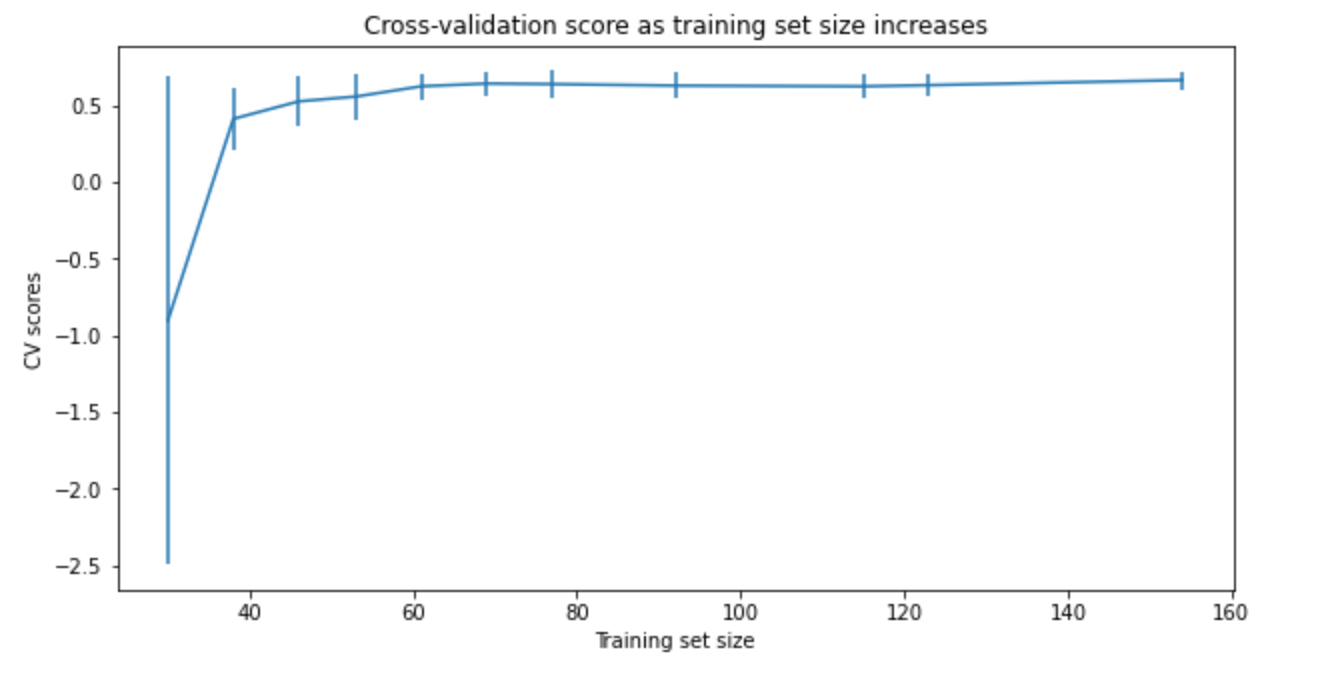 Cross-validation score as training set size increases
CV scores
0.5
0.0
−0.5
−1.0
−1.5
−2.0
−2.5
40 60 80 100 120 140 160
Training set size